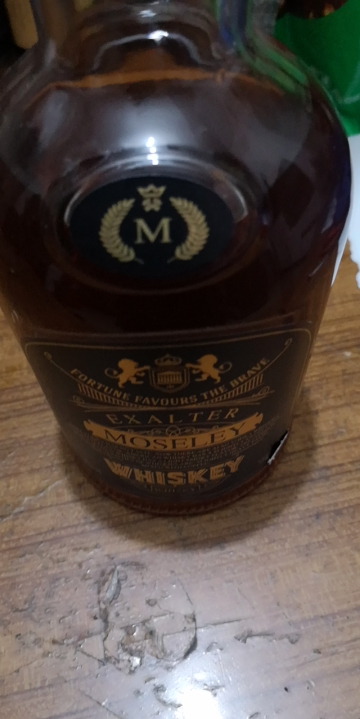 M
FORTUNE FAVOURS THE BRAVE
EXALTER
MOSELEY
WHISKEY